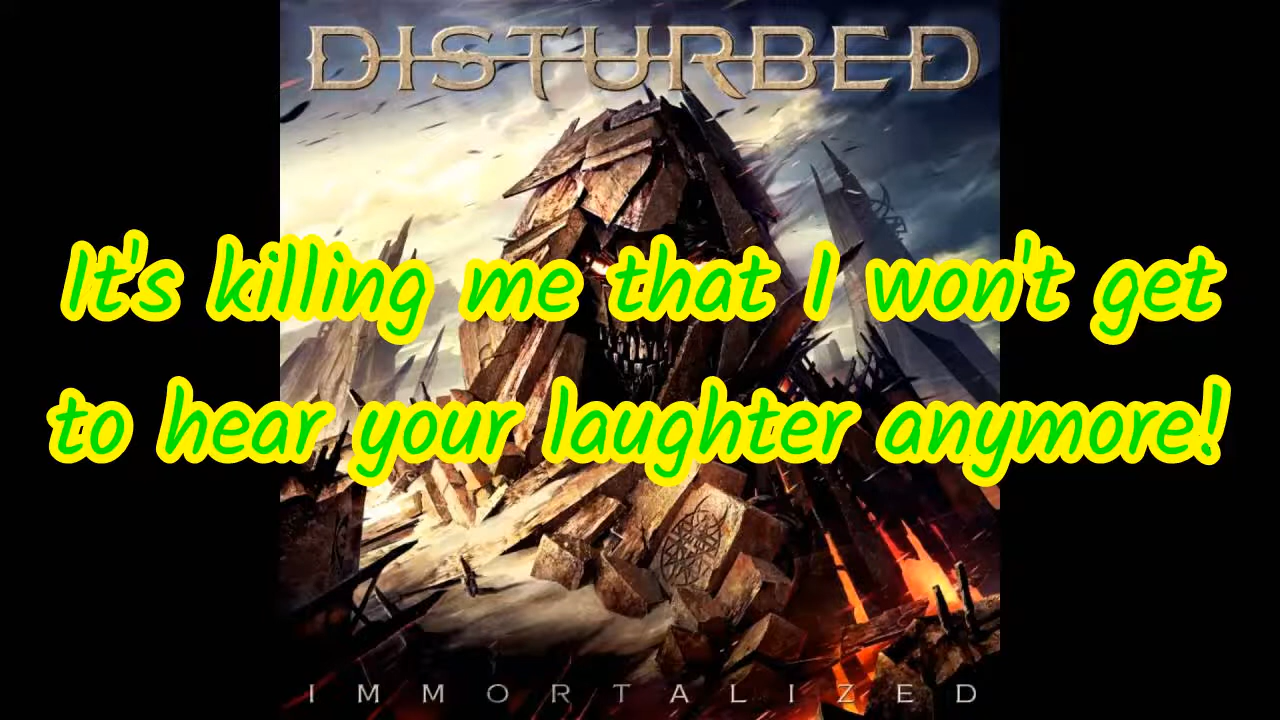 DISTURBED
It's killing me that I won't get
to hear your laughter anymore!
IMMORTALIZED